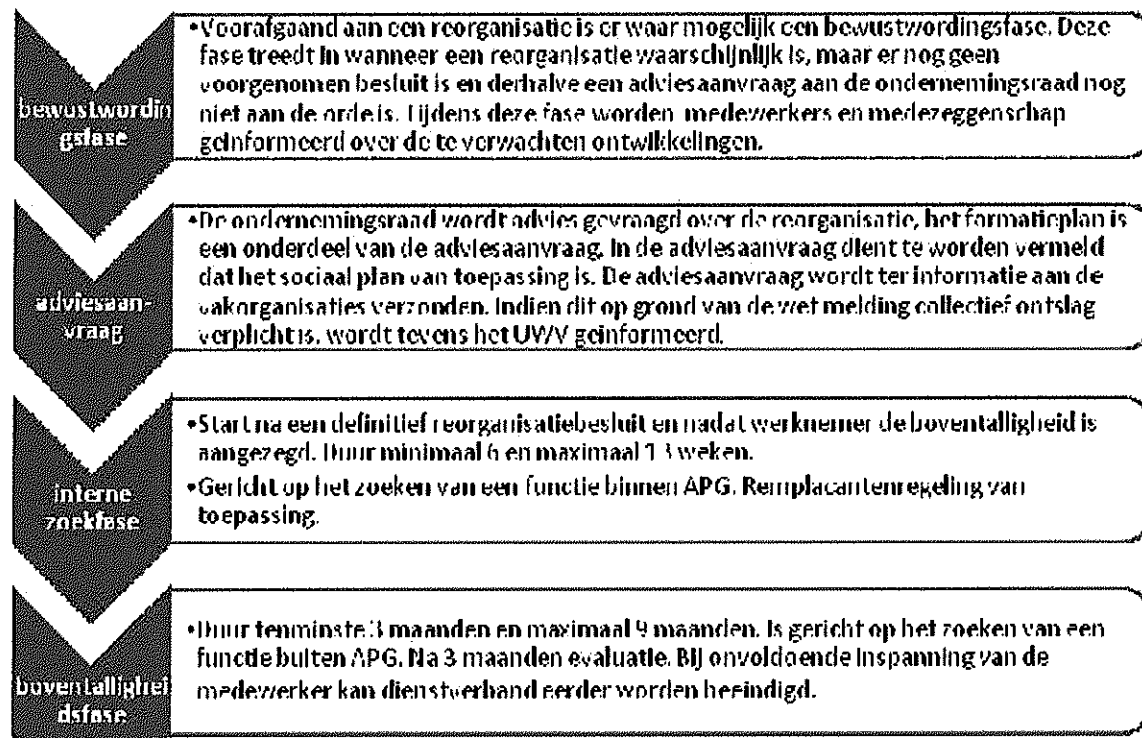 bewustwordin
gsfase
•Voorafgaand aan een reorganisatie is er waar mogelijk een bewustwordingsfase. Deze
fase treedt in wanneer een reorganisatie waarschijnlijk is, maar er nog geen
voorgenomen besluit is en derhalve een adviesaanvraag aan de ondernemingsraad nog
niet aan de orde is. Tijdens deze fase worden medewerkers en medezeggenschap
geïnformeerd over de te verwachten ontwikkelingen.
adviesaan-
vraag
•De ondernemingsraad wordt advies gevraagd over de reorganisatie, het formatieplan is
een onderdeel van de adviesaanvraag. In de adviesaanvraag dient te worden vermeld
dat het sociaal plan van toepassing is. De adviesaanvraag wordt ter informatie aan de
vakorganisaties verzonden. Indien dit op grond van de wet melding collectief ontslag
verplicht is, wordt tevens het UWV geïnformeerd.
interne
zoekfase
•Start na een definitief reorganisatiebesluit en nadat werknemer de boventalligheid is
aangezegd. Duur minimaal 6 en maximaal 13 weken.
•Gericht op het zoeken van een functie binnen APG. Remplacantenregeling van
toepassing.
boventallighei
dsfase
•Duur tenminste 3 maanden en maximaal 9 maanden. Is gericht op het zoeken van een
functie buiten APG. Na 3 maanden evaluatie. Bij onvoldoende inspanning van de
medewerker kan dienstverband eerder worden beëindigd.